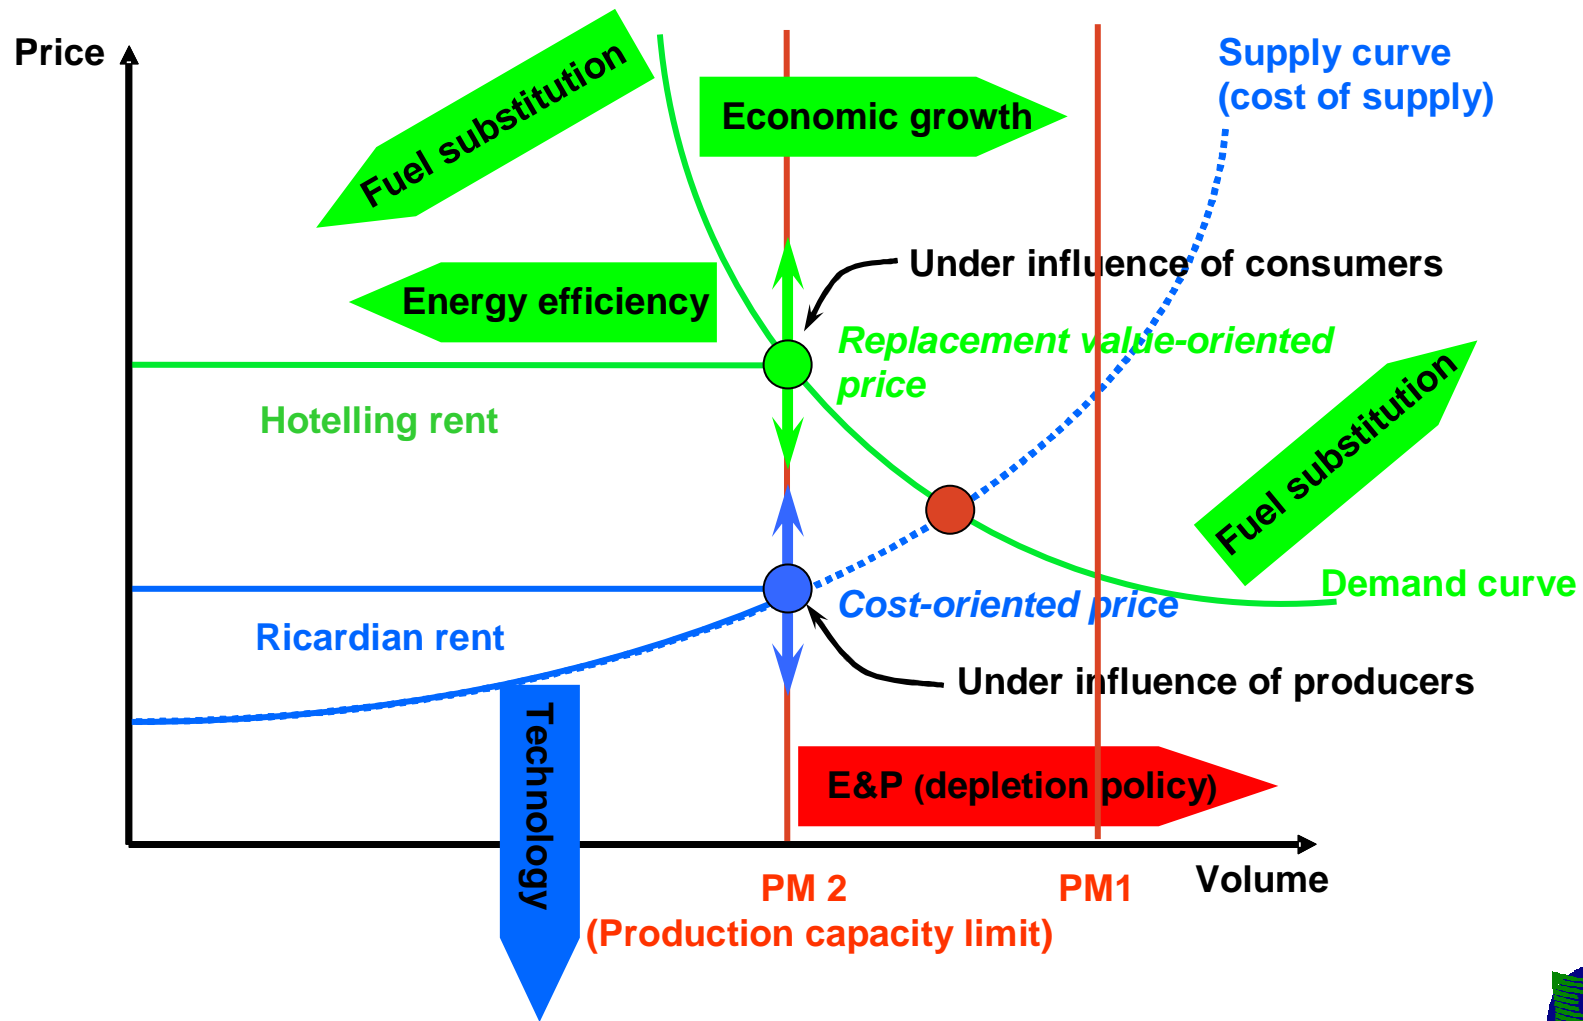 Price
Supply curve
(cost of supply)
Fuel substitution
Economic growth
Under influence of consumers
Energy efficiency
Replacement value-oriented
price
Hotelling rent
Fuel substitution
Demand curve
Cost-oriented price
Ricardian rent
Under influence of producers
Technology
E&P (depletion policy)
Volume
PM 2
PM1
(Production capacity limit)